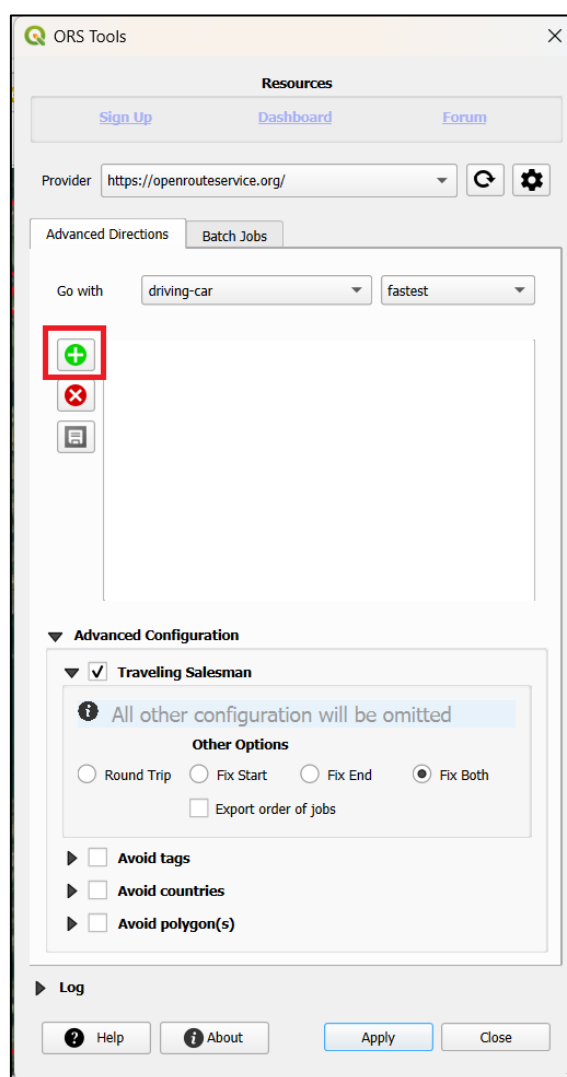 ORS Tools
Resources
Sign Up Dashboard Forum
Provider https://openrouteservice.org/
Advanced Directions Batch Jobs
Go with driving-car fastest
Advanced Configuration
Traveling Salesman
All other configuration will be omitted
Other Options
Round Trip Fix Start Fix End Fix Both
Export order of jobs
Avoid tags
Avoid countries
Avoid polygon(s)
Log
Help About Apply Close